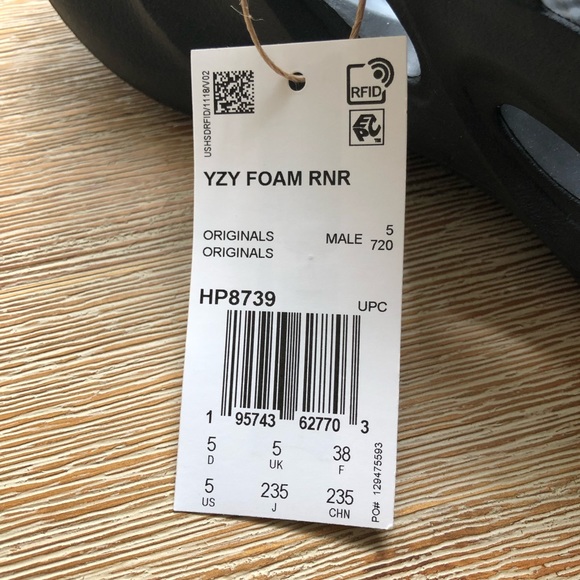 USHSDRFID/1118/V02
RFID
EPC
YZY FOAM RNR
ORIGINALS MALE 5
ORIGINALS 720
HP8739
UPC
1 95743 62770 3
5 5 38
D UK F
5 235 235
US J CHN
PO# 129475593